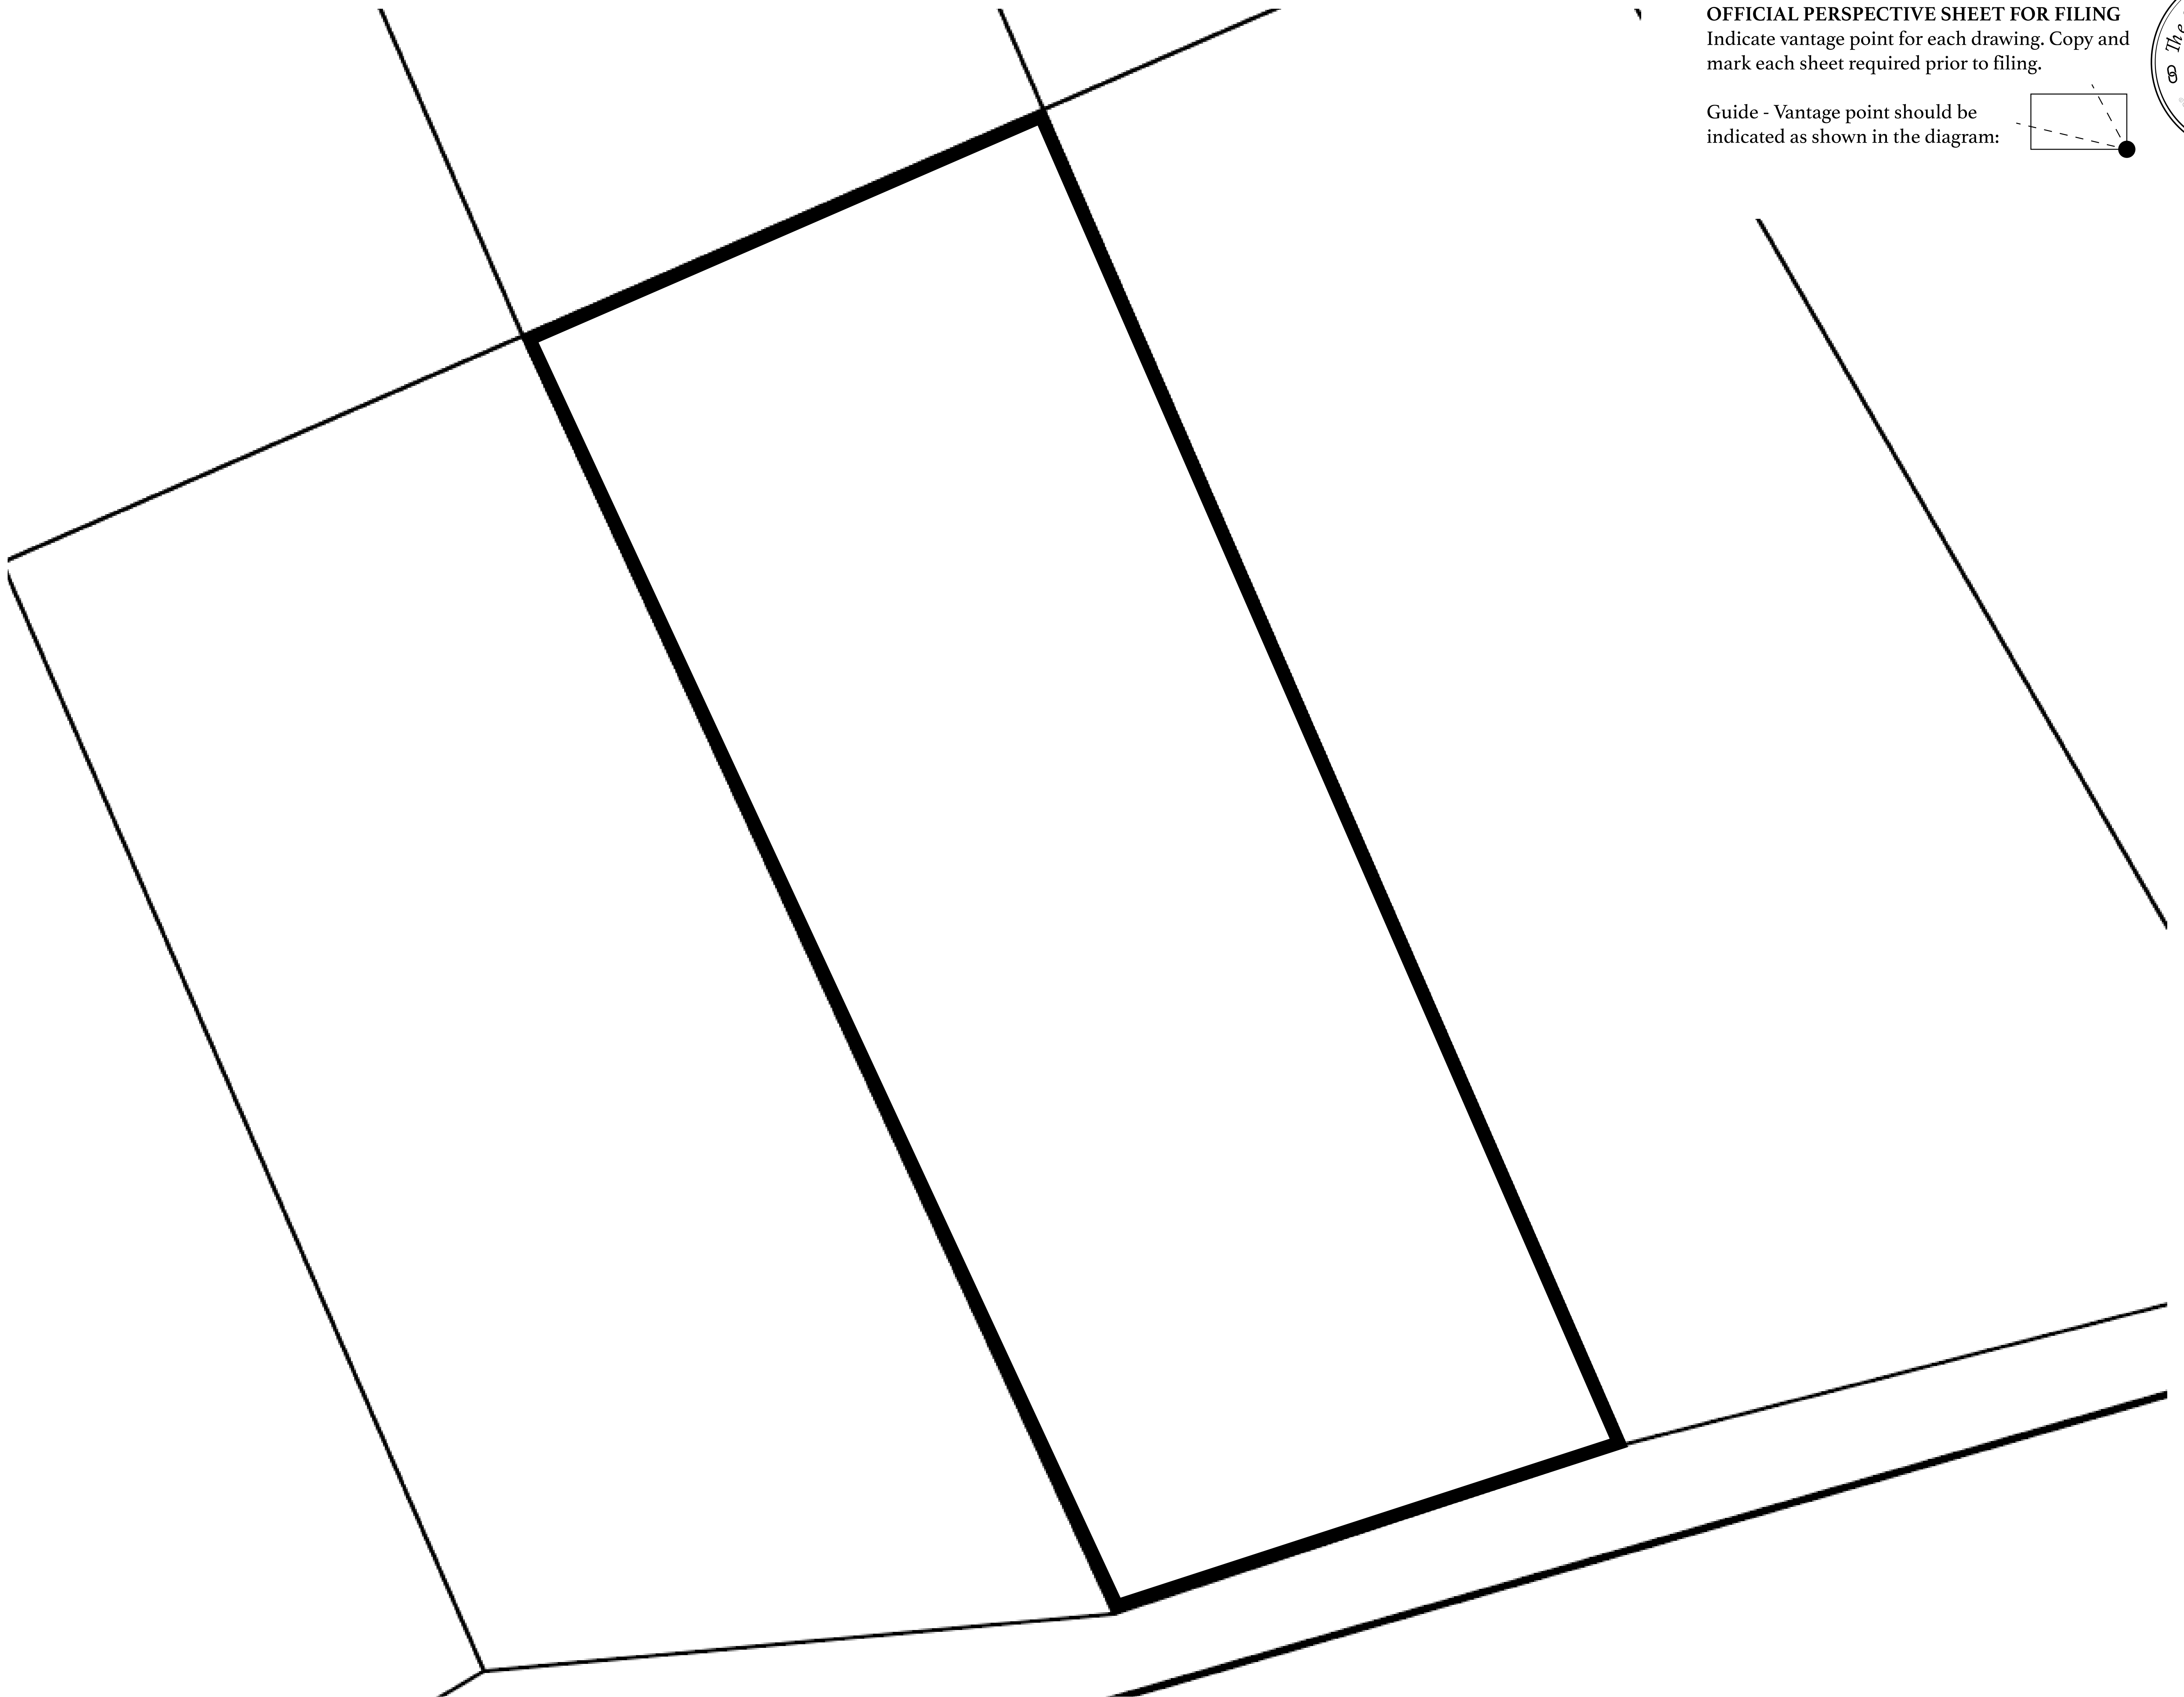 OFFICIAL PERSPECTIVE SHEET FOR FILING
Indicate vantage point for each drawing. Copy and
mark each sheet required prior to filing.
Guide - Vantage point should be
indicated as shown in the diagram: